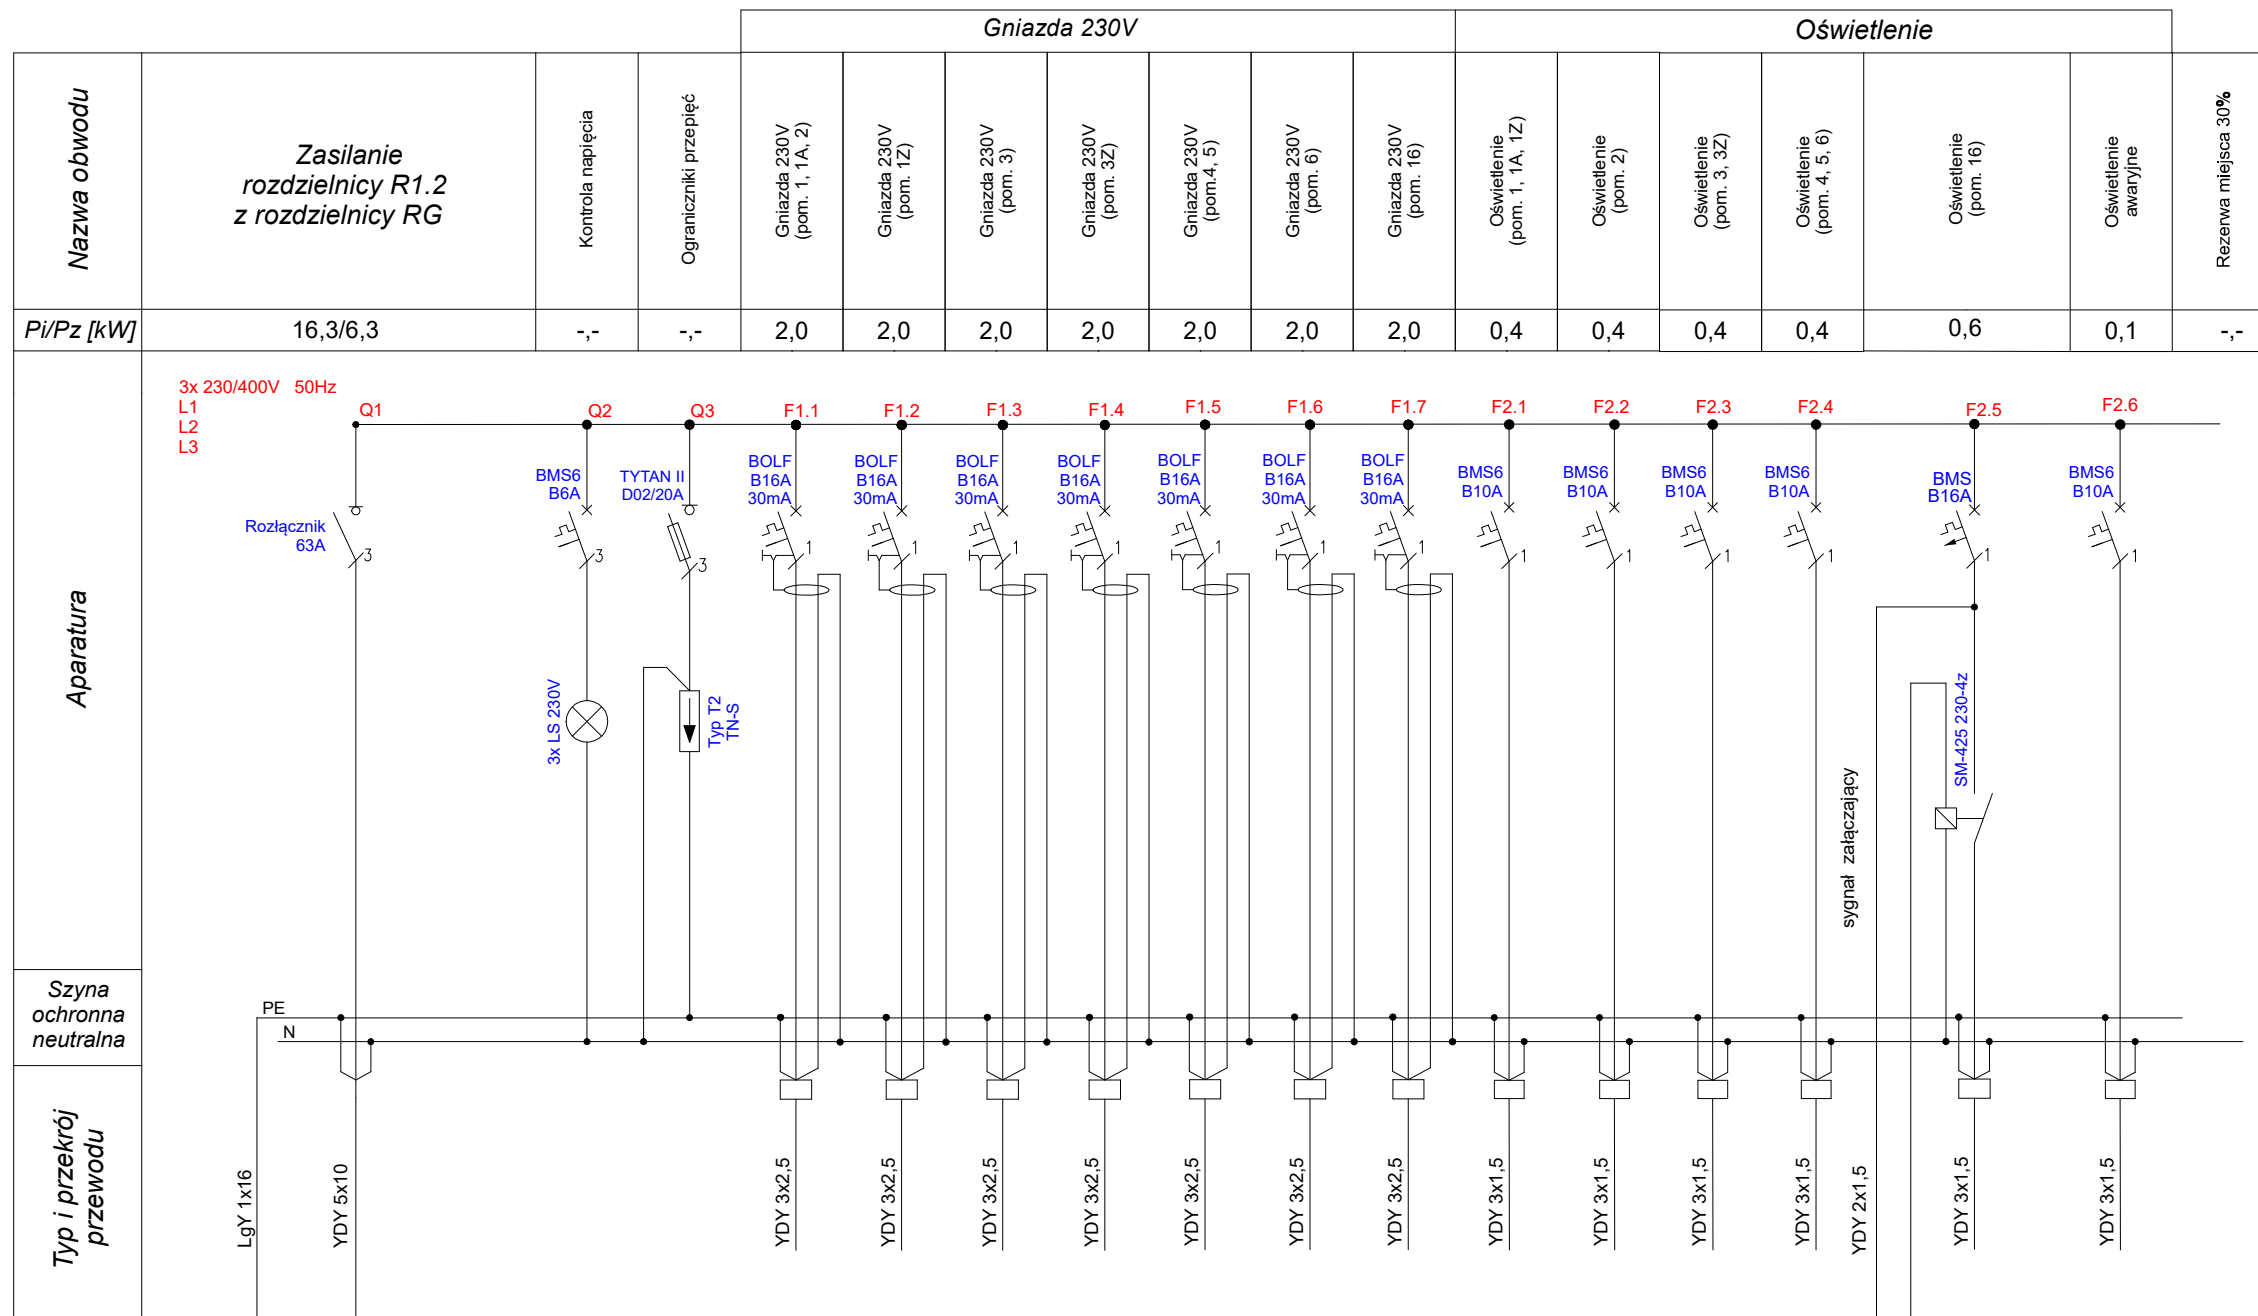 Gniazda 230V
Oświetlenie
Nazwa obwodu
Zasilanie
rozdzielnicy R1.2
z rozdzielnicy RG
Kontrola napięcia
Ograniczniki przepięć
Gniazda 230V
(pom. 1, 1A, 2)
Gniazda 230V
(pom. 1Z)
Gniazda 230V
(pom. 3)
Gniazda 230V
(pom. 3Z)
Gniazda 230V
(pom.4, 5)
Gniazda 230V
(pom. 6)
Gniazda 230V
(pom. 16)
Oświetlenie
(pom. 1, 1A, 1Z)
Oświetlenie
(pom. 2)
Oświetlenie
(pom. 3, 3Z)
Oświetlenie
(pom. 4, 5, 6)
Oświetlenie
(pom. 16)
Oświetlenie
awaryjne
Rezerwa miejsca 30%
Pi/Pz [kW]
16,3/6,3
-,-
-,-
2,0
2,0
2,0
2,0
2,0
2,0
2,0
0,4
0,4
0,4
0,4
0,6
0,1
-,-
Aparatura
3x 230/400V 50Hz
L1
L2
L3
Q1
Q2
Q3
F1.1
F1.2
F1.3
F1.4
F1.5
F1.6
F1.7
F2.1
F2.2
F2.3
F2.4
F2.5
F2.6
Rozłącznik
63A
3
BMS6
B6A
3
TYTAN II
D02/20A
3
BOLF
B16A
30mA
1
BOLF
B16A
30mA
1
BOLF
B16A
30mA
1
BOLF
B16A
30mA
1
BOLF
B16A
30mA
1
BOLF
B16A
30mA
1
BOLF
B16A
30mA
1
BMS6
B10A
1
BMS6
B10A
1
BMS6
B10A
1
BMS6
B10A
1
BMS
B16A
1
BMS6
B10A
1
3x LS 230V
Typ T2
TN-S
SM-425 230-4z
sygnał załączający
Szyna
ochronna
neutralna
PE
N
Typ i przekrój
przewodu
LgY 1x16
YDY 5x10
YDY 3x2,5
YDY 3x2,5
YDY 3x2,5
YDY 3x2,5
YDY 3x2,5
YDY 3x2,5
YDY 3x2,5
YDY 3x1,5
YDY 3x1,5
YDY 3x1,5
YDY 3x1,5
YDY 2x1,5
YDY 3x1,5
YDY 3x1,5